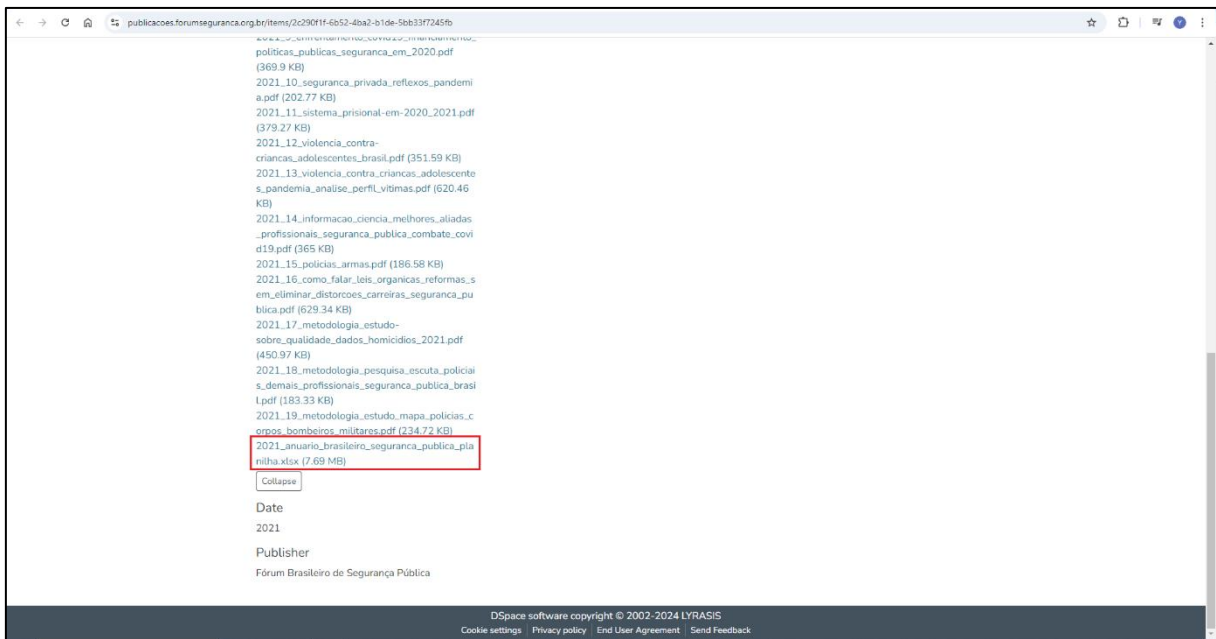 publicacoes.forumseguranca.org.br/items/2c290f1f-6b52-4ba2-b1de-5bb33f7245fb
2021_9_enfrentamento_covid19_financiamento_
politicas_publicas_seguranca_em_2020.pdf
(369.9 KB)
2021_10_seguranca_privada_reflexos_pandemi
a.pdf (202.77 KB)
2021_11_sistema_prisional-em-2020_2021.pdf
(379.27 KB)
2021_12_violencia_contra-
criancas_adolescentes_brasil.pdf (351.59 KB)
2021_13_violencia_contra_criancas_adolescente
s_pandemia_analise_perfil_vitimas.pdf (620.46
KB)
2021_14_informacao_ciencia_melhores_aliadas
_profissionais_seguranca_publica_combate_covi
d19.pdf (365 KB)
2021_15_policias_armas.pdf (186.58 KB)
2021_16_como_falar_leis_organicas_reformas_s
em_eliminar_distorcoes_carreiras_seguranca_pu
blica.pdf (629.34 KB)
2021_17_metodologia_estudo-
sobre_qualidade_dados_homicidios_2021.pdf
(450.97 KB)
2021_18_metodologia_pesquisa_escuta_policiai
s_demais_profissionais_seguranca_publica_brasi
l.pdf (183.33 KB)
2021_19_metodologia_estudo_mapa_policias_c
orpos_bombeiros_militares.pdf (234.72 KB)
2021_anuario_brasileiro_seguranca_publica_pla
nilha.xlsx (7.69 MB)
Collapse
Date
2021
Publisher
Fórum Brasileiro de Segurança Pública
DSpace software copyright © 2002-2024 LYRASIS
Cookie settings Privacy policy End User Agreement Send Feedback